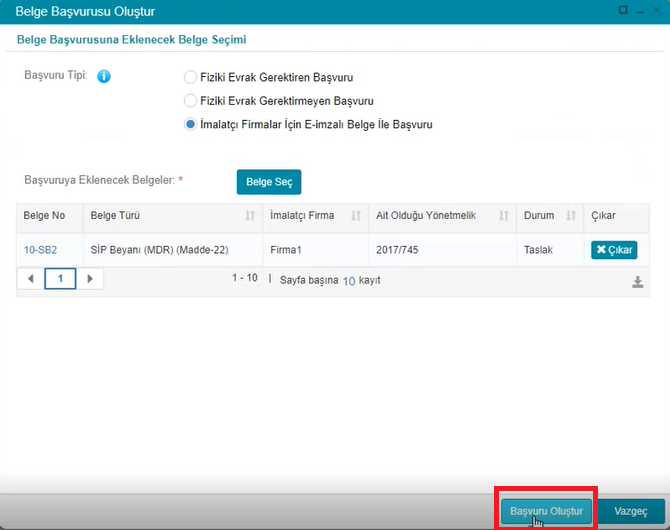 Belge Başvurusu Oluştur
Belge Başvurusuna Eklenecek Belge Seçimi
Başvuru Tipi:
Fiziki Evrak Gerektiren Başvuru
Fiziki Evrak Gerektirmeyen Başvuru
İmalatçı Firmalar İçin E-imzalı Belge İle Başvuru
Başvuruya Eklenecek Belgeler: * Belge Seç
Belge No Belge Türü İmalatçı Firma Ait Olduğu Yönetmelik Durum Çıkar
10-SB2 SİP Beyanı (MDR) (Madde-22) Firma1 2017/745 Taslak Çıkar
1 1 - 10 | Sayfa başına 10 kayıt
Başvuru Oluştur Vazgeç